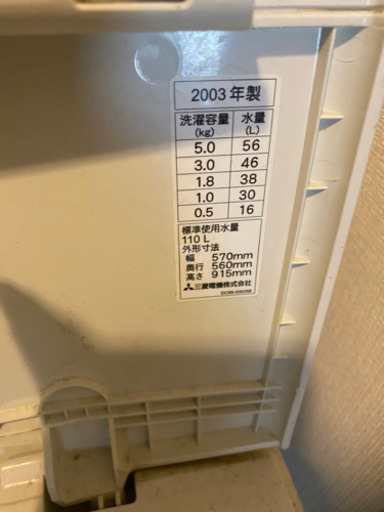 2003年製
洗濯容量 水量
(kg) (L)
5.0 56
3.0 46
1.8 38
1.0 30
0.5 16
標準使用水量
110 L
外形寸法
幅 570mm
奥行 560mm
高さ 915mm
三菱電機株式会社